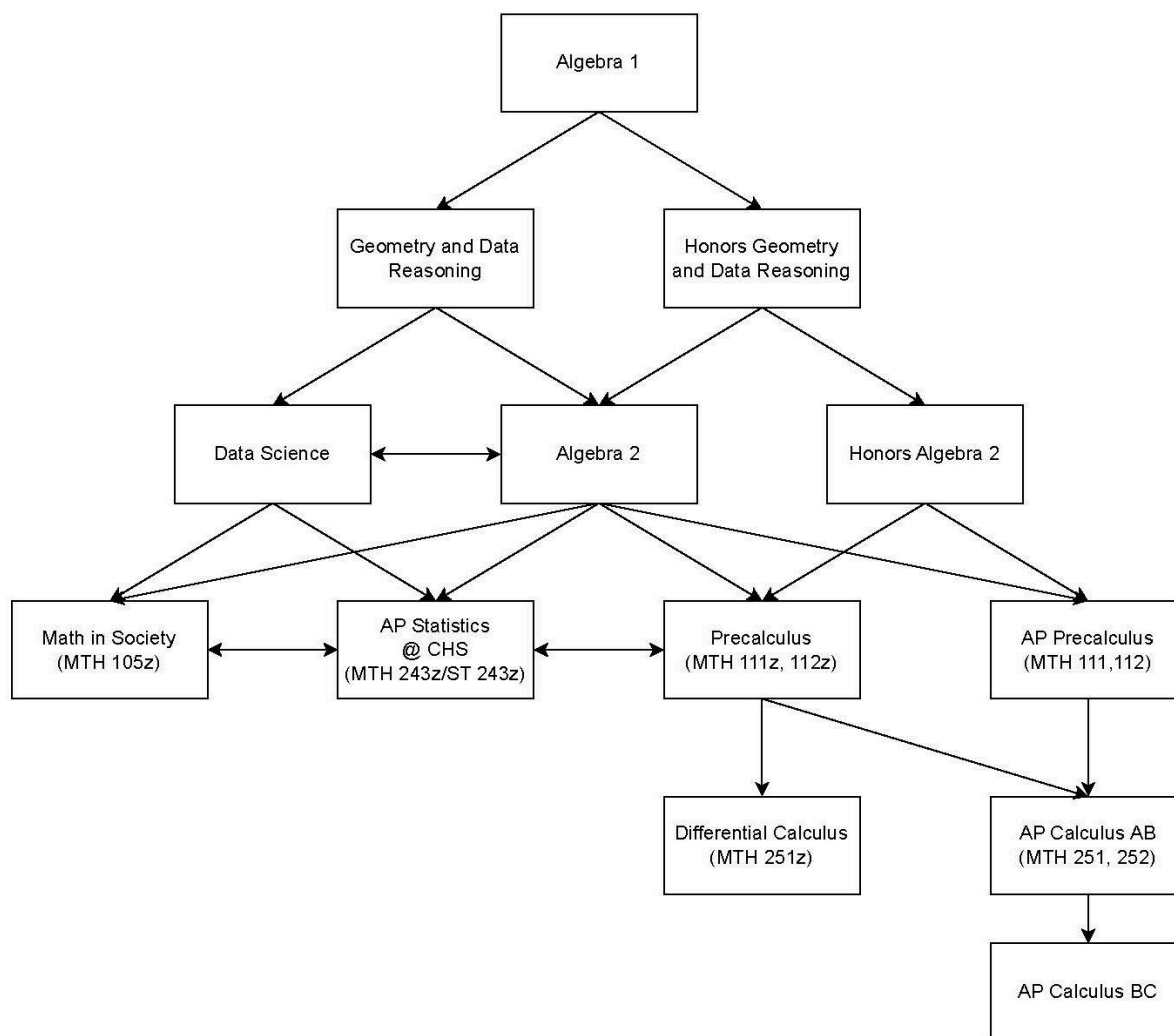 Algebra 1
Geometry and Data
Reasoning
Honors Geometry
and Data Reasoning
Data Science
Algebra 2
Honors Algebra 2
Math in Society
(MTH 105z)
AP Statistics
@ CHS
(MTH 243z/ST 243z)
Precalculus
(MTH 111z, 112z)
AP Precalculus
(MTH 111,112)
Differential Calculus
(MTH 251z)
AP Calculus AB
(MTH 251, 252)
AP Calculus BC